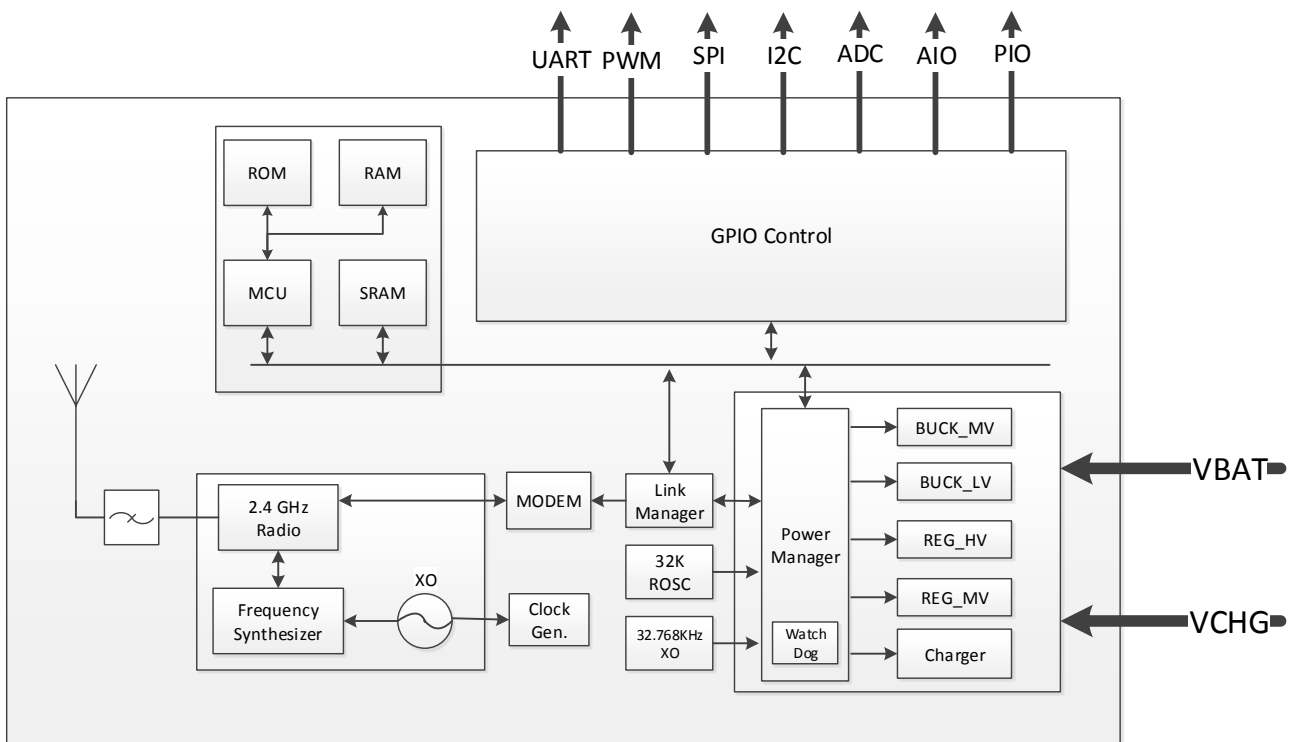 UART PWM SPI I2C ADC AIO PIO
ROM
RAM
GPIO Control
MCU
SRAM
BUCK_MV
VBAT
BUCK_LV
2.4 GHz
Radio
MODEM
Link
Manager
Power
Manager
REG_HV
32K
ROSC
XO
REG_MV
Frequency
Synthesizer
Clock
Gen.
VCHG
32.768KHz
XO
Watch
Dog
Charger